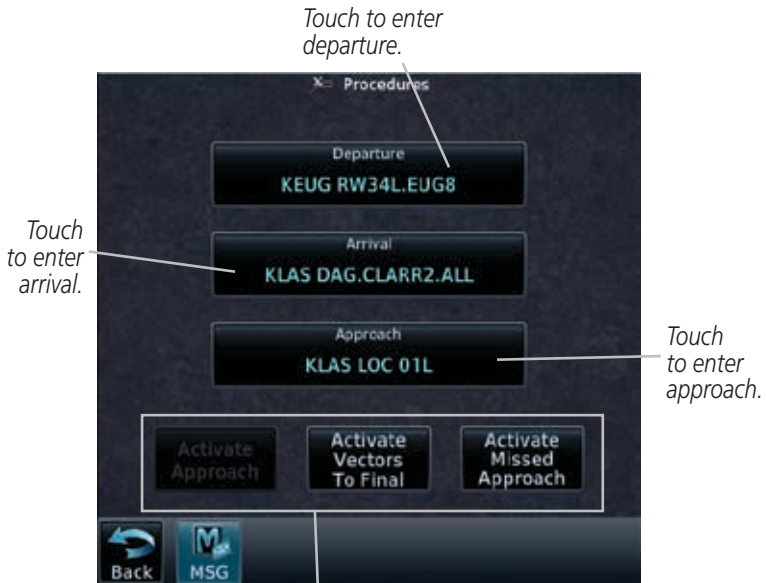 Touch to enter
departure.
Procedures
Departure
KEUG RW34L.EUG8
Touch
to enter
arrival.
Arrival
KLAS DAG.CLARR2.ALL
Approach
KLAS LOC 01L
Touch
to enter
approach.
Activate
Approach
Activate
Vectors
To Final
Activate
Missed
Approach
Back
MSG